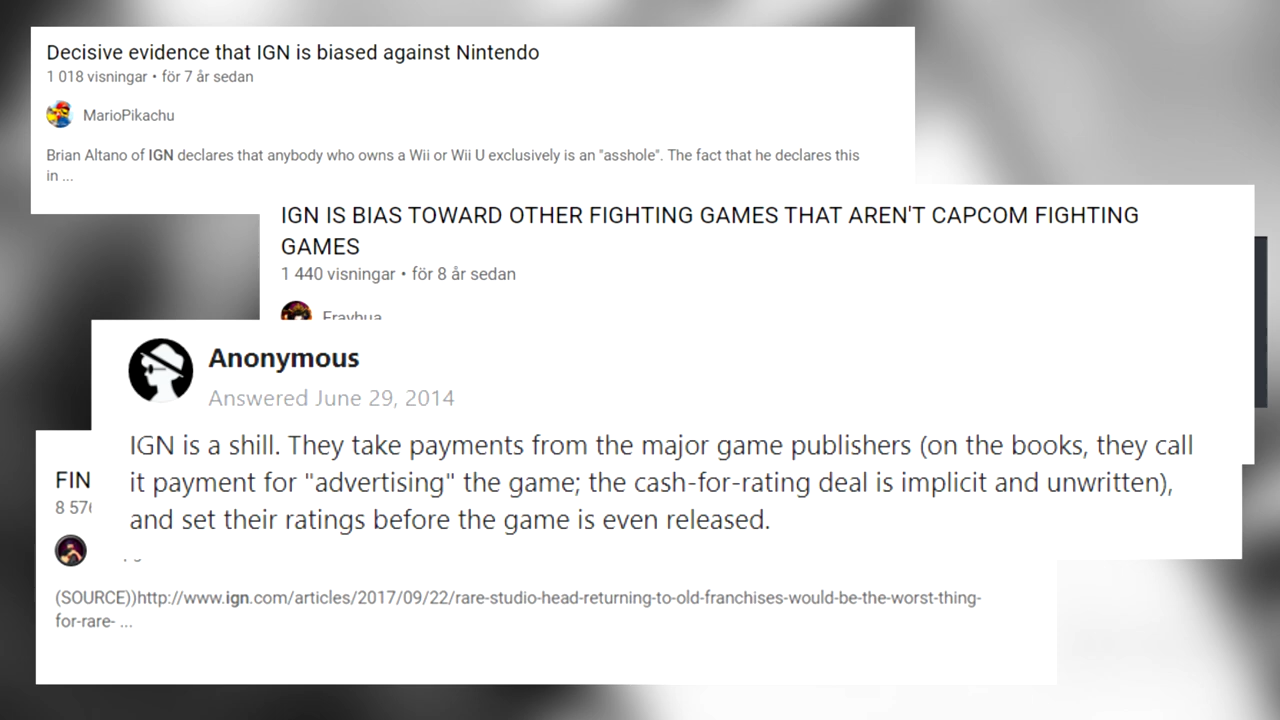 Decisive evidence that IGN is biased against Nintendo
1 018 visningar • för 7 år sedan
MarioPikachu
Brian Altano of IGN declares that anybody who owns a Wii or Wii U exclusively is an "asshole". The fact that he declares this
in ...
IGN IS BIAS TOWARD OTHER FIGHTING GAMES THAT AREN'T CAPCOM FIGHTING
GAMES
1 440 visningar • för 8 år sedan
Anonymous
Answered June 29, 2014
IGN is a shill. They take payments from the major game publishers (on the books, they call
it payment for "advertising" the game; the cash-for-rating deal is implicit and unwritten),
and set their ratings before the game is even released.
FIN
8 57
(SOURCE))http://www.ign.com/articles/2017/09/22/rare-studio-head-returning-to-old-franchises-would-be-the-worst-thing-
for-rare- ...